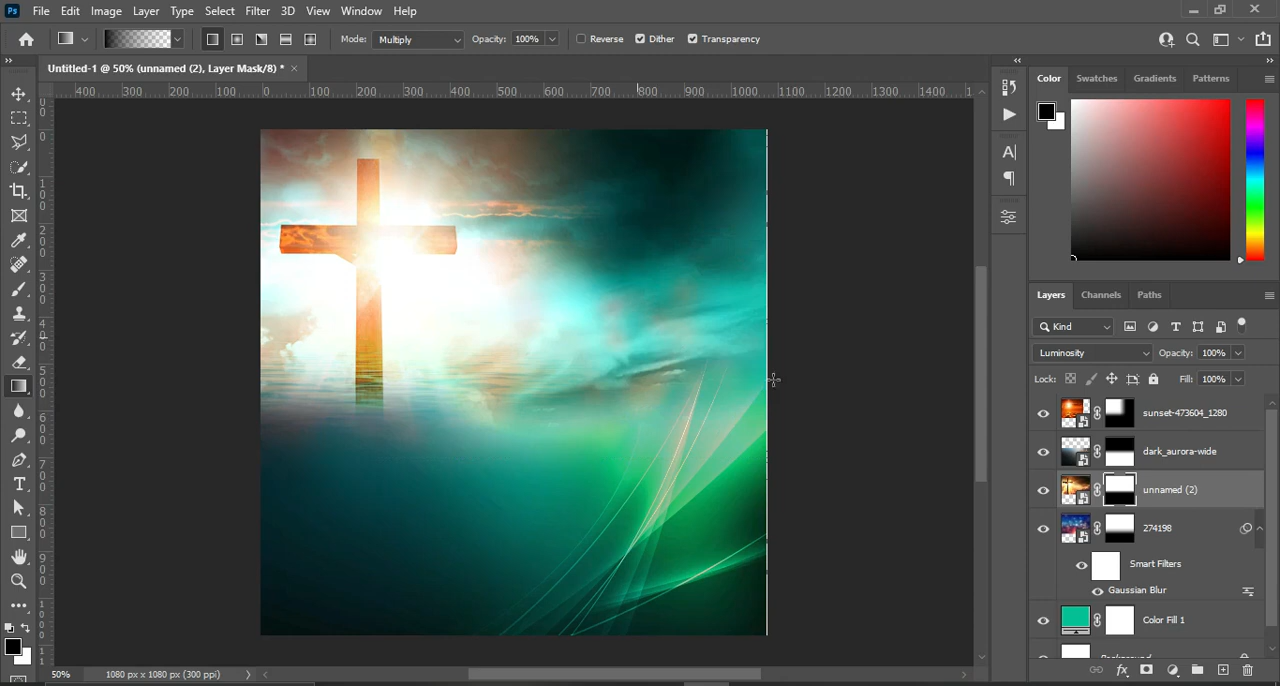 Ps File Edit Image Layer Type Select Filter 3D View Window Help
Mode: Multiply Opacity: 100% Reverse Dither Transparency
Untitled-1 @ 50% (unnamed (2), Layer Mask/8) * ×
Color Swatches Gradients Patterns
400 300 200 100 0 100 200 300 400 500 600 700 800 900 1000 1100 1200 1300 1400
Layers Channels Paths
Kind
Luminosity Opacity: 100%
Lock: Fill: 100%
sunset-473604_1280
dark_aurora-wide
unnamed (2)
274198
Smart Filters
Gaussian Blur
Color Fill 1
50% 1080 px x 1080 px (300 ppi)